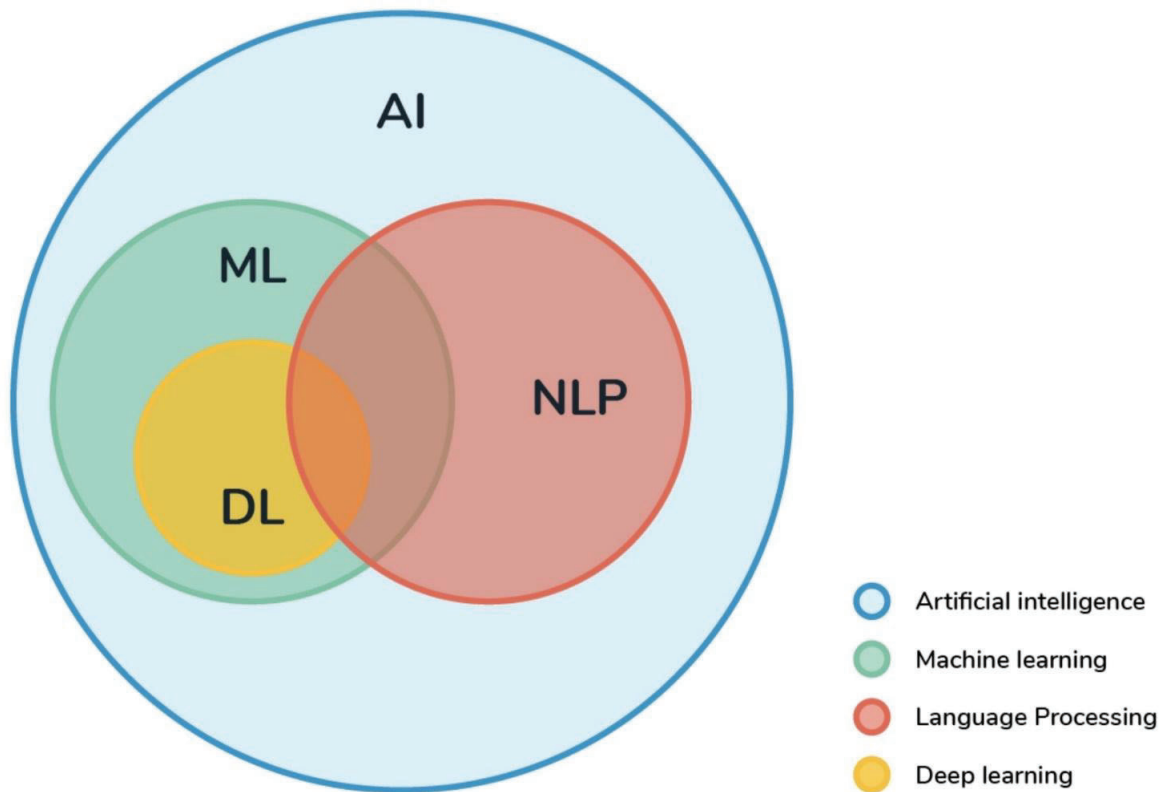 AI
ML
NLP
DL
Artificial intelligence
Machine learning
Language Processing
Deep learning